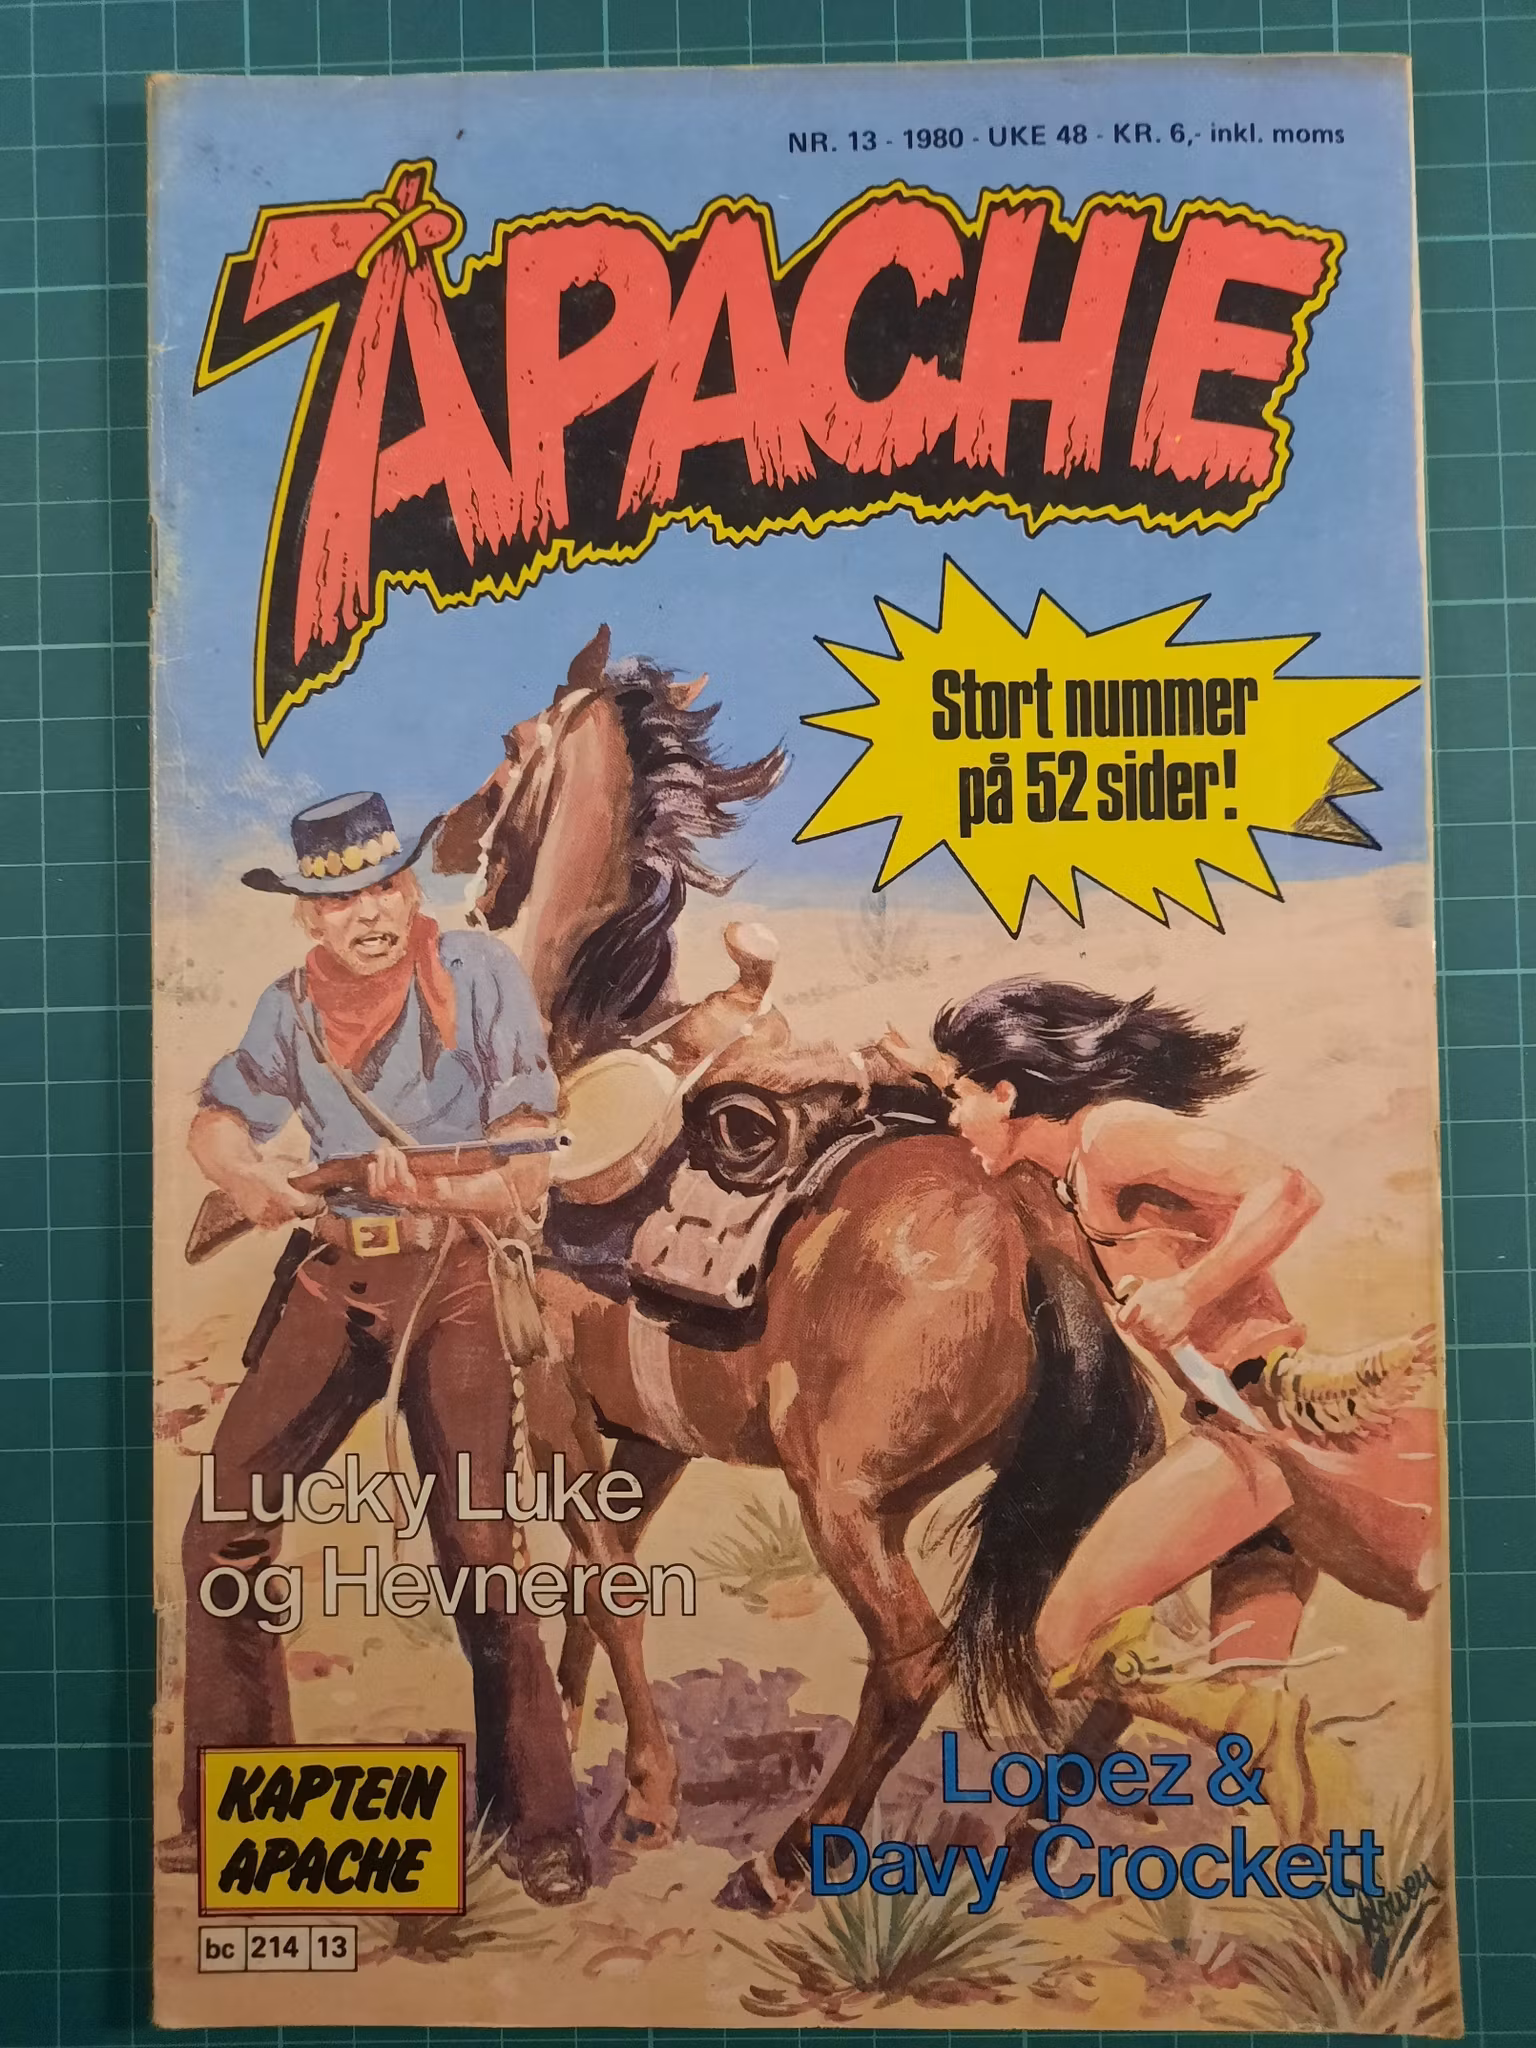 NR. 13 - 1980 - UKE 48 - KR. 6,- inkl. moms
APACHE
Stort nummer
på 52 sider!
Lucky Luke
og Hevneren
KAPTEIN
APACHE
Lopez &
Davy Crockett
bc 214 13